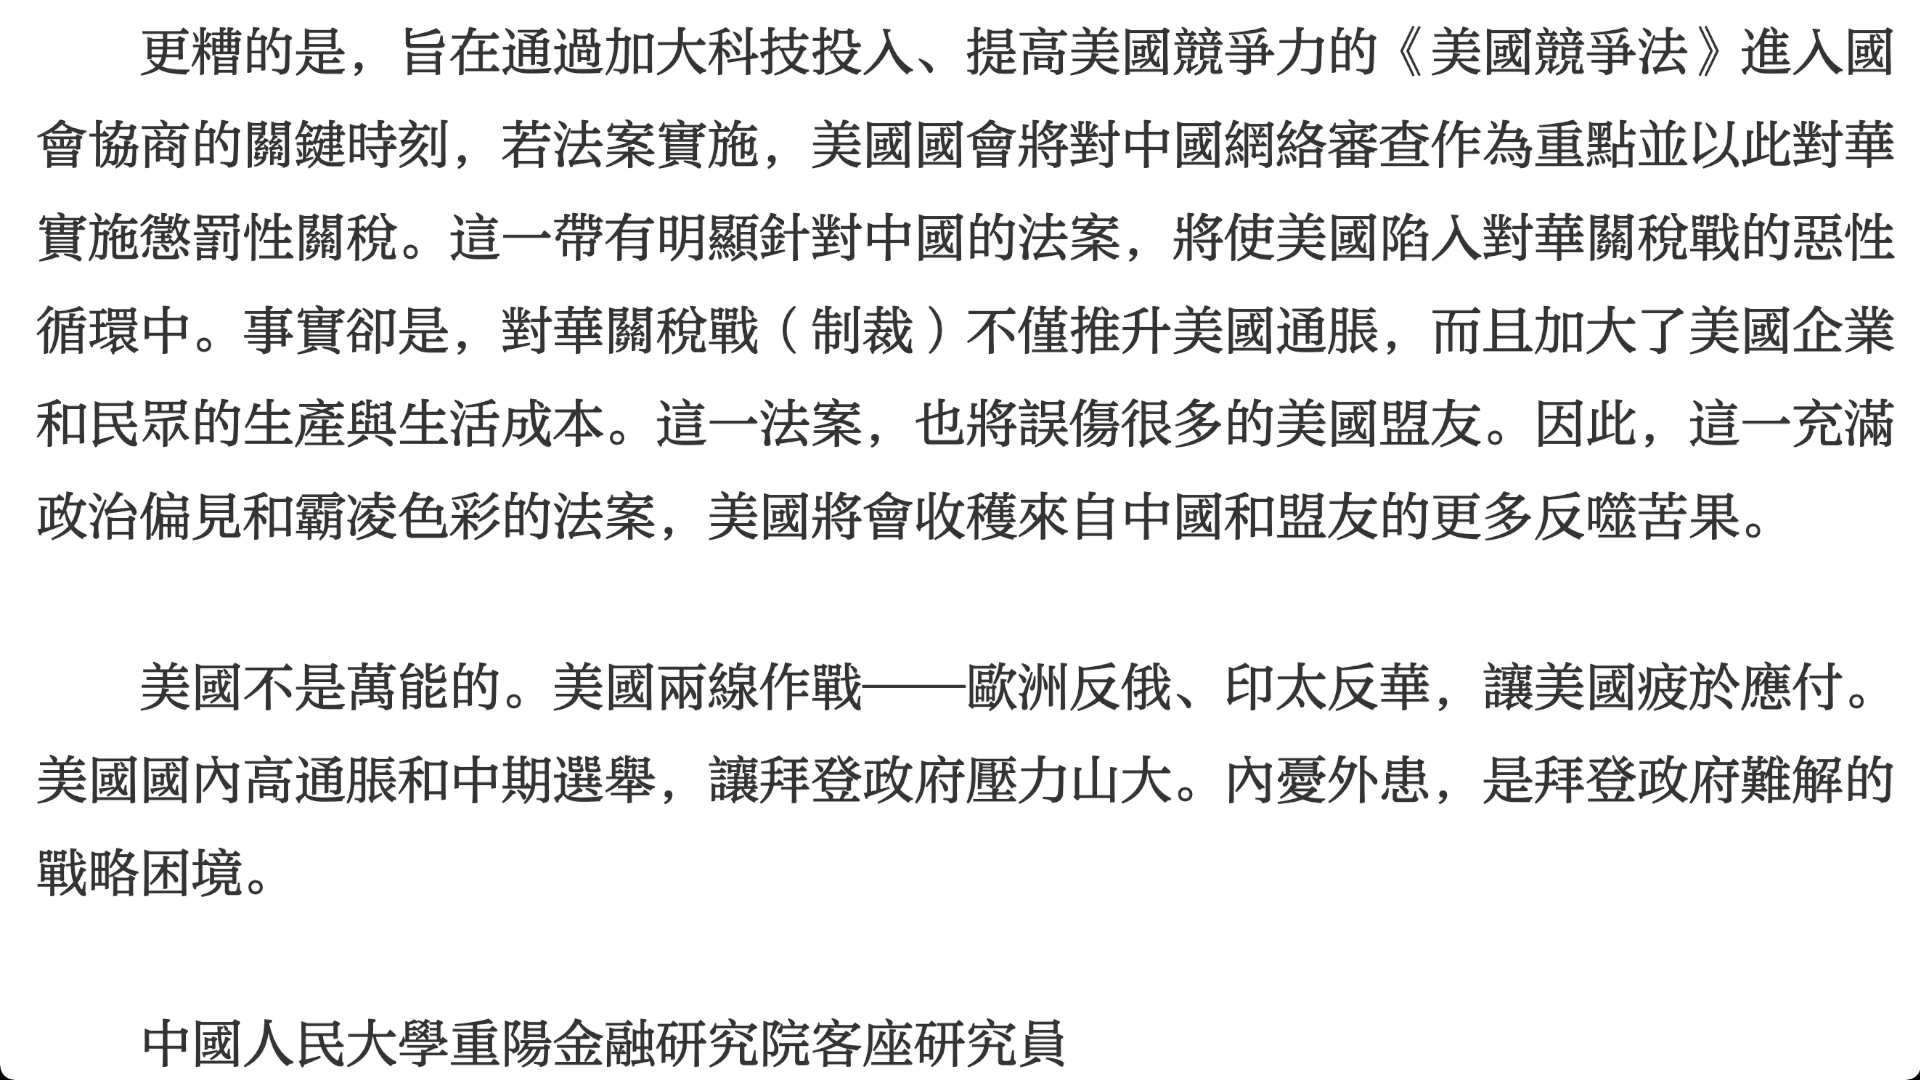 更糟的是，旨在通過加大科技投入、提高美國競爭力的《美國競爭法》進入國
會協商的關鍵時刻，若法案實施，美國國會將對中國網絡審查作為重點並以此對華
實施懲罰性關稅。這一帶有明顯針對中國的法案，將使美國陷入對華關稅戰的惡性
循環中。事實卻是，對華關稅戰（制裁）不僅推升美國通脹，而且加大了美國企業
和民眾的生產與生活成本。這一法案，也將誤傷很多的美國盟友。因此，這一充滿
政治偏見和霸凌色彩的法案，美國將會收穫來自中國和盟友的更多反噬苦果。
美國不是萬能的。美國兩線作戰——歐洲反俄、印太反華，讓美國疲於應付。
美國國內高通脹和中期選舉，讓拜登政府壓力山大。內憂外患，是拜登政府難解的
戰略困境。
中國人民大學重陽金融研究院客座研究員